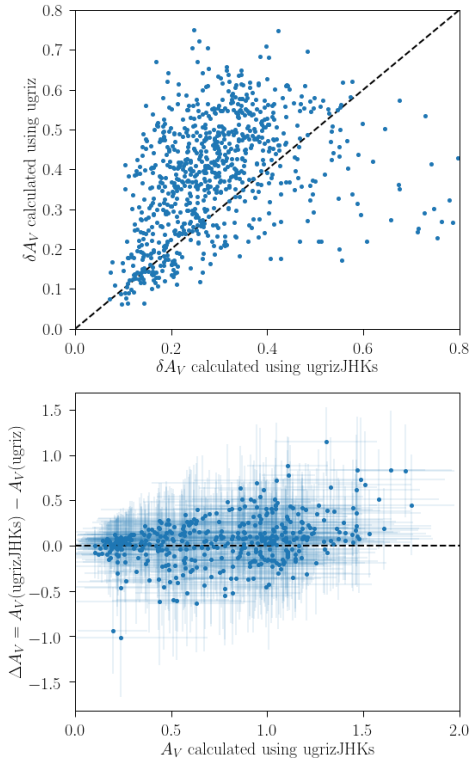 0.8
0.7
0.6
0.5
0.4
0.3
0.2
0.1
0.0
δA_V calculated using ugriz
0.0 0.2 0.4 0.6 0.8
δA_V calculated using ugrizJHKs
1.5
1.0
0.5
0.0
−0.5
−1.0
−1.5
ΔA_V = A_V(ugrizJHKs) − A_V(ugriz)
0.0 0.5 1.0 1.5 2.0
A_V calculated using ugrizJHKs